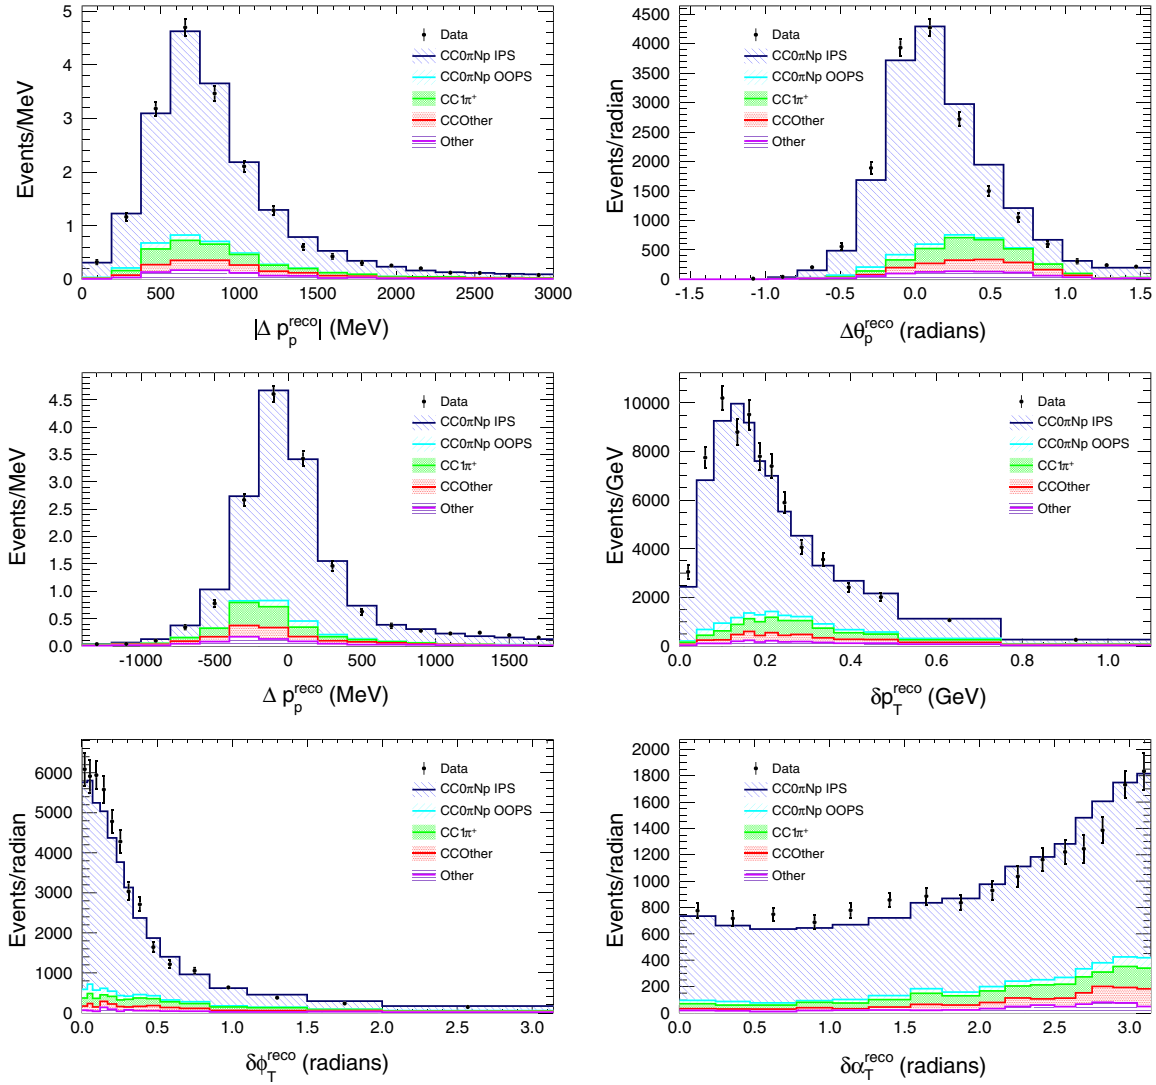 5
4
3
2
1
0
Events/MeV
0 500 1000 1500 2000 2500 3000
|Δ p_p^reco| (MeV)
Data
CC0πNp IPS
CC0πNp OOPS
CC1π⁺
CCOther
Other
4500
4000
3500
3000
2500
2000
1500
1000
500
0
Events/radian
-1.5 -1.0 -0.5 0.0 0.5 1.0 1.5
Δθ_p^reco (radians)
Data
CC0πNp IPS
CC0πNp OOPS
CC1π⁺
CCOther
Other
4.5
4.0
3.5
3.0
2.5
2.0
1.5
1.0
0.5
0.0
Events/MeV
-1000 -500 0 500 1000 1500
Δ p_p^reco (MeV)
Data
CC0πNp IPS
CC0πNp OOPS
CC1π⁺
CCOther
Other
10000
8000
6000
4000
2000
0
Events/GeV
0.0 0.2 0.4 0.6 0.8 1.0
δp_T^reco (GeV)
Data
CC0πNp IPS
CC0πNp OOPS
CC1π⁺
CCOther
Other
6000
5000
4000
3000
2000
1000
0
Events/radian
0.0 0.5 1.0 1.5 2.0 2.5 3.0
δϕ_T^reco (radians)
Data
CC0πNp IPS
CC0πNp OOPS
CC1π⁺
CCOther
Other
2000
1800
1600
1400
1200
1000
800
600
400
200
0
Events/radian
0.0 0.5 1.0 1.5 2.0 2.5 3.0
δα_T^reco (radians)
Data
CC0πNp IPS
CC0πNp OOPS
CC1π⁺
CCOther
Other